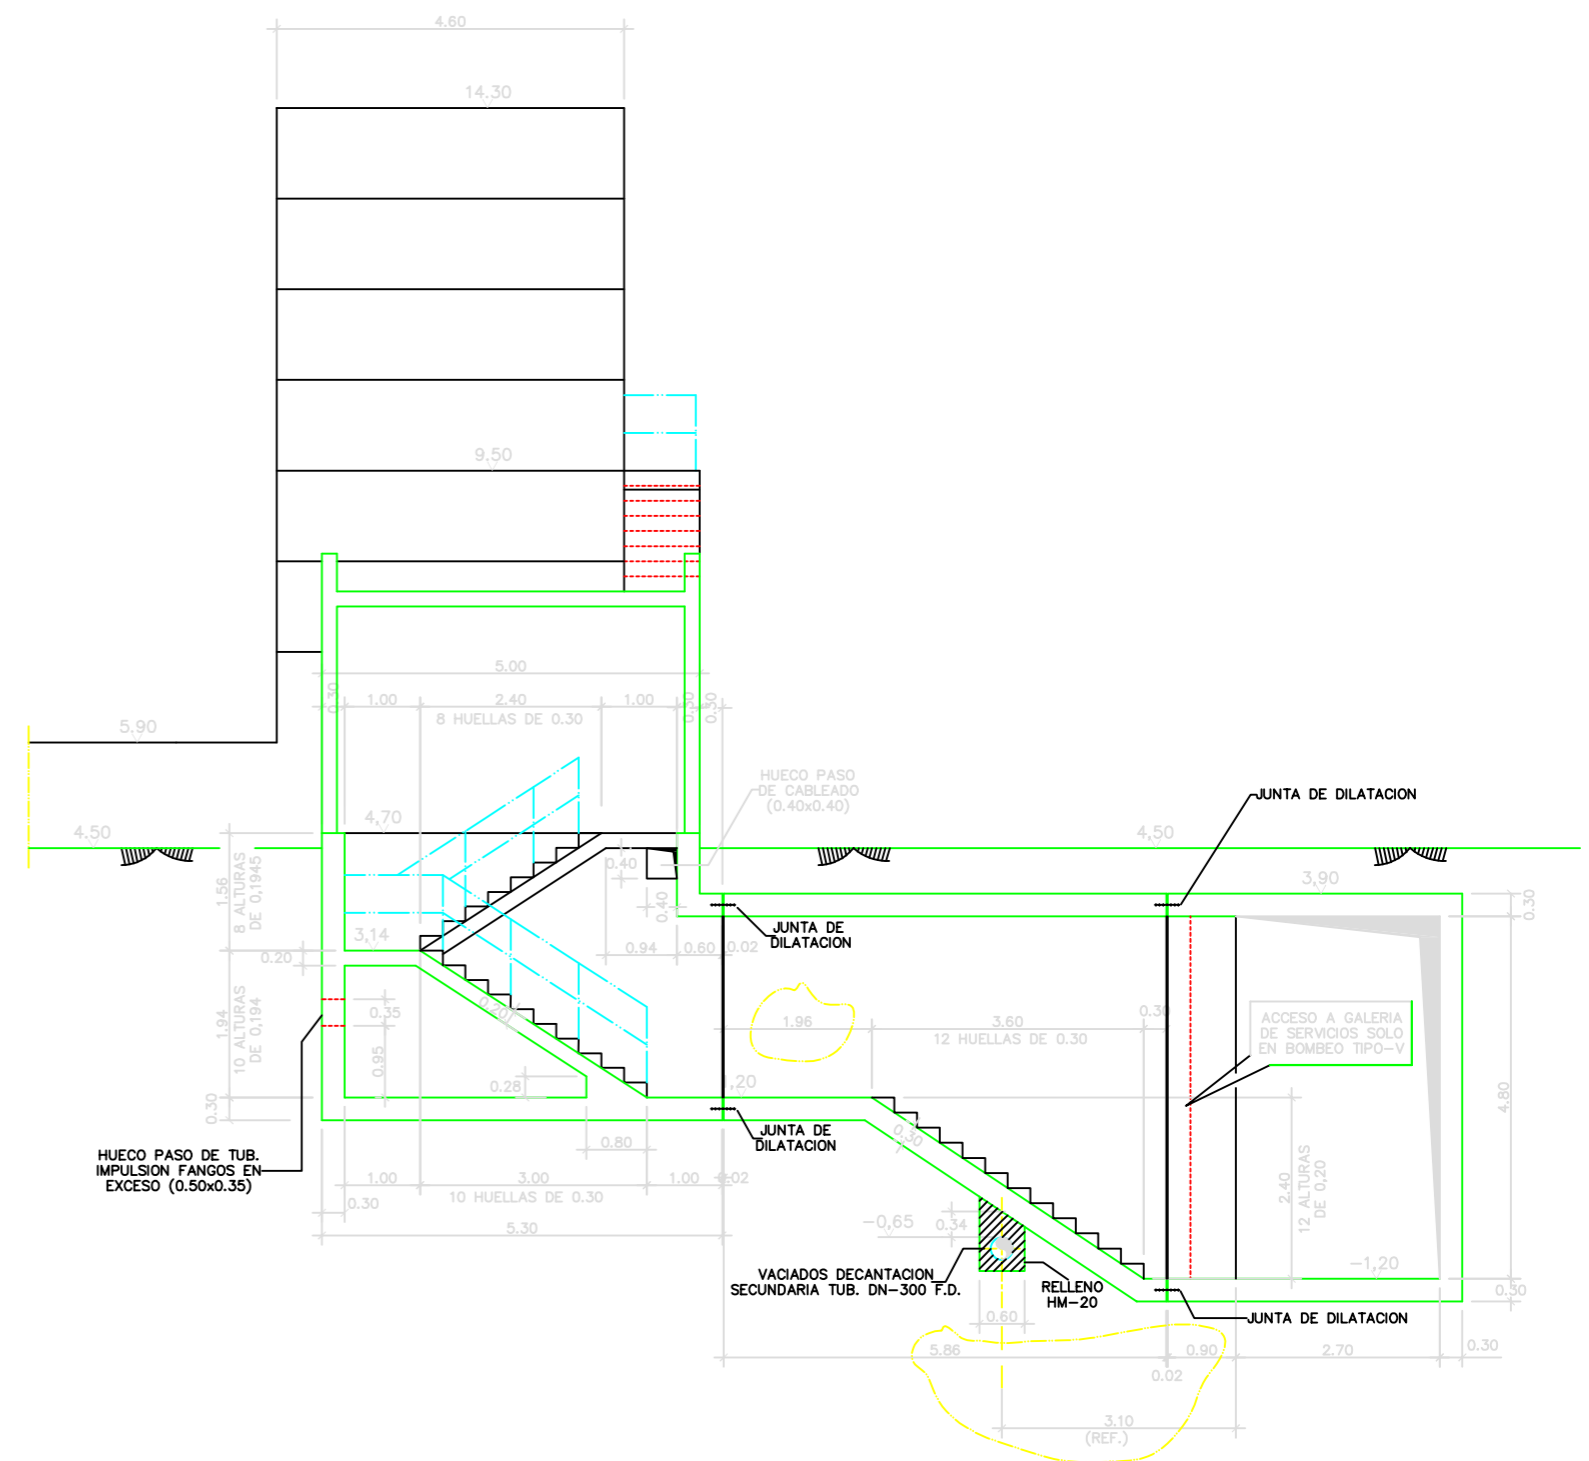 4.60
14.30
9.50
5.00
0.30
1.00
2.40
1.00
0.30
0.30
8 HUELLAS DE 0.30
5.90
HUECO PASO
DE CABLEADO
(0.40x0.40)
JUNTA DE DILATACION
4.50
4,70
4,50
3,90
0.30
1.56
8 ALTURAS
DE 0,1945
0.40
0.40
JUNTA DE
DILATACION
3,14
0.20
0.94
0.60
0.02
1.94
10 ALTURAS
DE 0,194
0.35
0.95
0.20
1.96
3.60
0.30
12 HUELLAS DE 0.30
ACCESO A GALERIA
DE SERVICIOS SOLO
EN BOMBEO TIPO-V
0.28
,20
0.30
4.80
JUNTA DE
DILATACION
0.30
0.80
HUECO PASO DE TUB.
IMPULSION FANGOS EN
EXCESO (0.50x0.35)
1.00
3.00
1.00
0.02
10 HUELLAS DE 0.30
0.30
5.30
2.40
12 ALTURAS
DE 0,20
-0,65
0.34
-1,20
VACIADOS DECANTACION
SECUNDARIA TUB. DN-300 F.D.
RELLENO
HM-20
0.30
0.60
JUNTA DE DILATACION
5.86
0.90
2.70
0.30
0.02
3.10
(REF.)